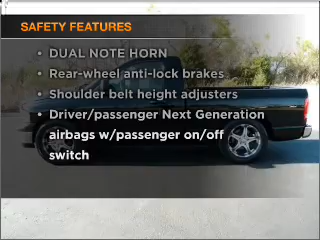 SAFETY FEATURES
• DUAL NOTE HORN
• Rear-wheel anti-lock brakes
• Shoulder belt height adjusters
• Driver/passenger Next Generation
airbags w/passenger on/off
switch